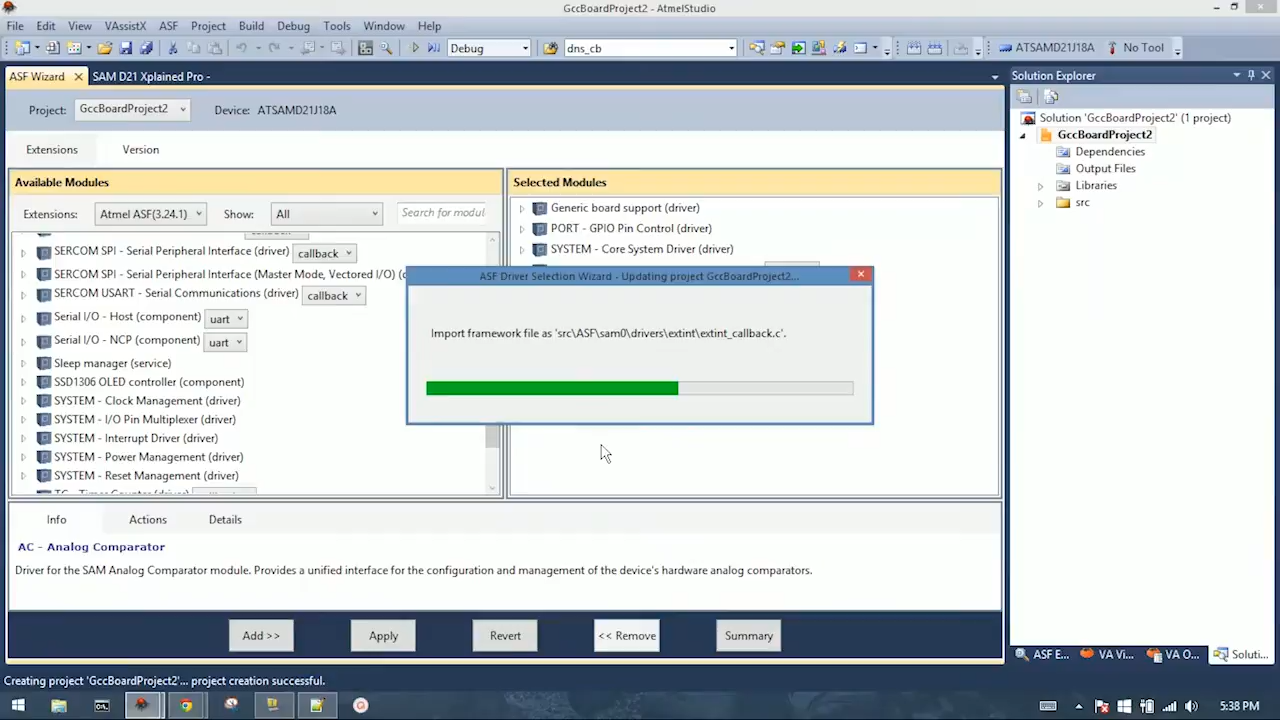 GccBoardProject2 - AtmelStudio
File Edit View VAssistX ASF Project Build Debug Tools Window Help
Debug dns_cb ATSAMD21J18A No Tool
ASF Wizard SAM D21 Xplained Pro -
Solution Explorer
Project: GccBoardProject2 Device: ATSAMD21J18A
Solution 'GccBoardProject2' (1 project)
GccBoardProject2
Dependencies
Output Files
Libraries
src
Extensions Version
Available Modules
Selected Modules
Extensions: Atmel ASF(3.24.1) Show: All Search for modul
Generic board support (driver)
PORT - GPIO Pin Control (driver)
SYSTEM - Core System Driver (driver)
SERCOM SPI - Serial Peripheral Interface (driver) callback
SERCOM SPI - Serial Peripheral Interface (Master Mode, Vectored I/O) (c
SERCOM USART - Serial Communications (driver) callback
Serial I/O - Host (component) uart
Serial I/O - NCP (component) uart
Sleep manager (service)
SSD1306 OLED controller (component)
SYSTEM - Clock Management (driver)
SYSTEM - I/O Pin Multiplexer (driver)
SYSTEM - Interrupt Driver (driver)
SYSTEM - Power Management (driver)
SYSTEM - Reset Management (driver)
ASF Driver Selection Wizard - Updating project GccBoardProject2...
Import framework file as 'src\ASF\sam0\drivers\extint\extint_callback.c'.
Info Actions Details
AC - Analog Comparator
Driver for the SAM Analog Comparator module. Provides a unified interface for the configuration and management of the device's hardware analog comparators.
Add >> Apply Revert << Remove Summary
ASF E... VA Vi... VA O... Soluti...
Creating project 'GccBoardProject2'... project creation successful.
5:38 PM